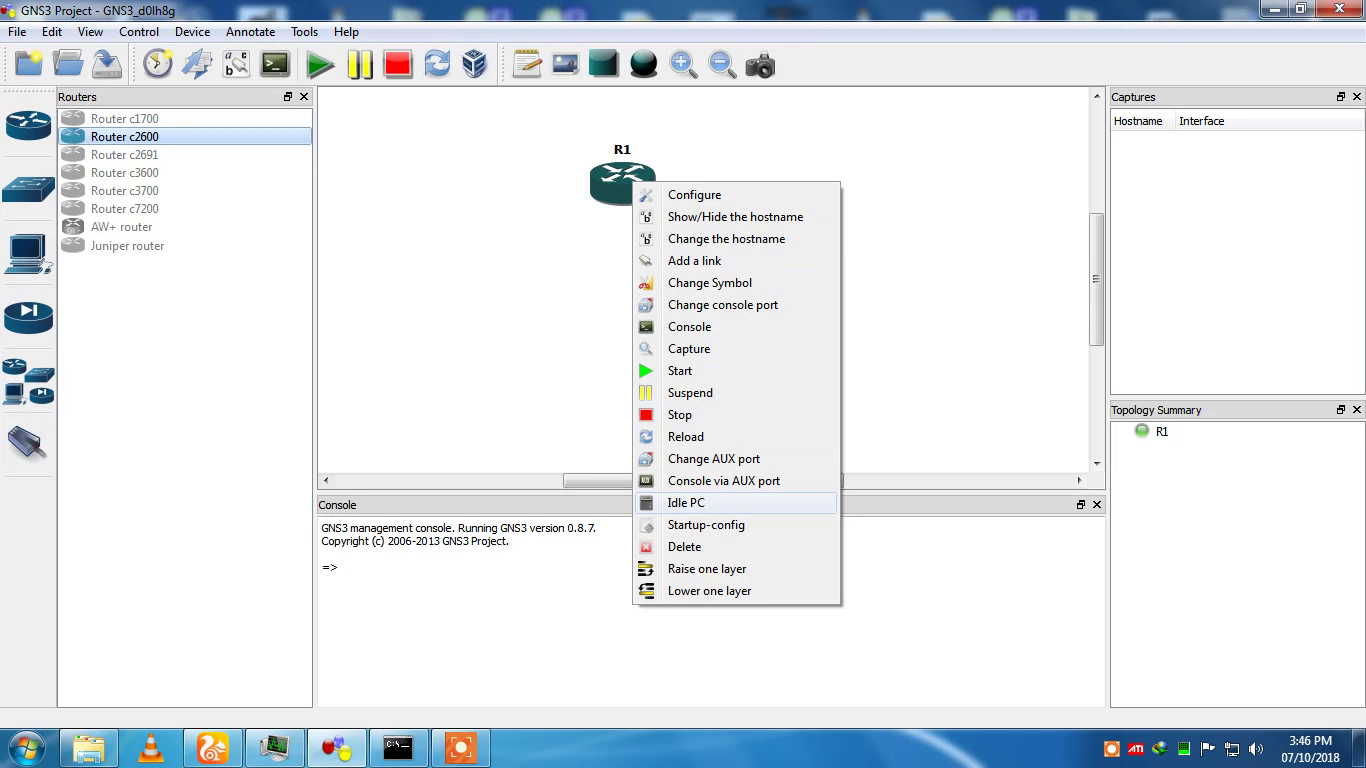 GNS3 Project - GNS3_d0lh8g
File Edit View Control Device Annotate Tools Help
Routers
Router c1700
Router c2600
Router c2691
Router c3600
Router c3700
Router c7200
AW+ router
Juniper router
R1
Configure
Show/Hide the hostname
Change the hostname
Add a link
Change Symbol
Change console port
Console
Capture
Start
Suspend
Stop
Reload
Change AUX port
Console via AUX port
Idle PC
Startup-config
Delete
Raise one layer
Lower one layer
Console
GNS3 management console. Running GNS3 version 0.8.7.
Copyright (c) 2006-2013 GNS3 Project.
=>
Captures
Hostname Interface
Topology Summary
R1
ATI
3:46 PM
07/10/2018